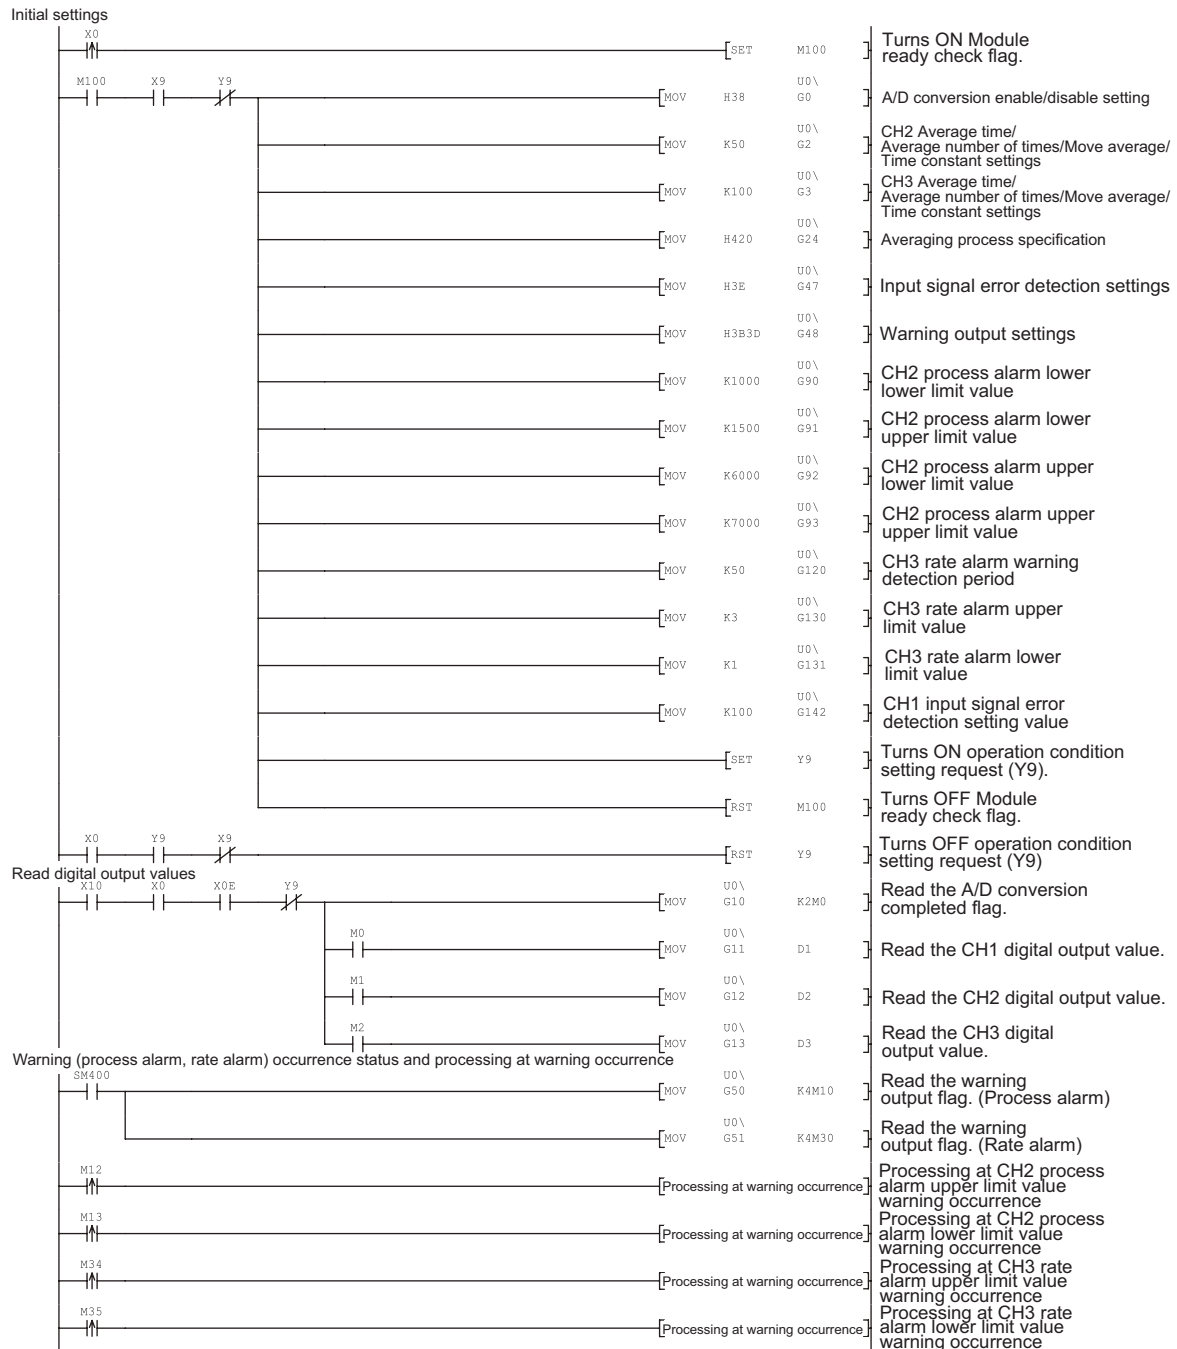 Initial settings
X0
SET M100
Turns ON Module
ready check flag.
M100 X9 Y9
U0\
MOV H38 G0
A/D conversion enable/disable setting
U0\
MOV K50 G2
CH2 Average time/
Average number of times/Move average/
Time constant settings
U0\
MOV K100 G3
CH3 Average time/
Average number of times/Move average/
Time constant settings
U0\
MOV H420 G24
Averaging process specification
U0\
MOV H3E G47
Input signal error detection settings
U0\
MOV H3B3D G48
Warning output settings
U0\
MOV K1000 G90
CH2 process alarm lower
lower limit value
U0\
MOV K1500 G91
CH2 process alarm lower
upper limit value
U0\
MOV K6000 G92
CH2 process alarm upper
lower limit value
U0\
MOV K7000 G93
CH2 process alarm upper
upper limit value
U0\
MOV K50 G120
CH3 rate alarm warning
detection period
U0\
MOV K3 G130
CH3 rate alarm upper
limit value
U0\
MOV K1 G131
CH3 rate alarm lower
limit value
U0\
MOV K100 G142
CH1 input signal error
detection setting value
SET Y9
Turns ON operation condition
setting request (Y9).
RST M100
Turns OFF Module
ready check flag.
X0 Y9 X9
RST Y9
Turns OFF operation condition
setting request (Y9)
Read digital output values
X10 X0 X0E Y9
U0\
MOV G10 K2M0
Read the A/D conversion
completed flag.
M0
U0\
MOV G11 D1
Read the CH1 digital output value.
M1
U0\
MOV G12 D2
Read the CH2 digital output value.
M2
U0\
MOV G13 D3
Read the CH3 digital
output value.
Warning (process alarm, rate alarm) occurrence status and processing at warning occurrence
SM400
U0\
MOV G50 K4M10
Read the warning
output flag. (Process alarm)
U0\
MOV G51 K4M30
Read the warning
output flag. (Rate alarm)
M12
Processing at warning occurrence
Processing at CH2 process
alarm upper limit value
warning occurrence
M13
Processing at warning occurrence
Processing at CH2 process
alarm lower limit value
warning occurrence
M34
Processing at warning occurrence
Processing at CH3 rate
alarm upper limit value
warning occurrence
M35
Processing at warning occurrence
Processing at CH3 rate
alarm lower limit value
warning occurrence